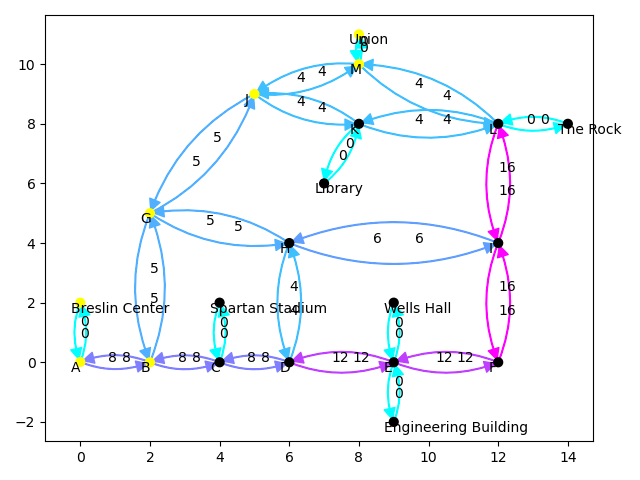 Union
0
0
10
M
4
4
4
4
J
4
4
4
4
8
K
L
0 0
The Rock
5
0
0
5
16
6
Library
16
5
5
G
5
6
6
4
H
I
5
4
16
5
4
16
2
Breslin Center
Spartan Stadium
Wells Hall
0
0
0
0
0
0
8 8
8 8
8 8
12 12
12 12
0
A
B
C
D
E
F
0
0
−2
Engineering Building
0
2
4
6
8
10
12
14